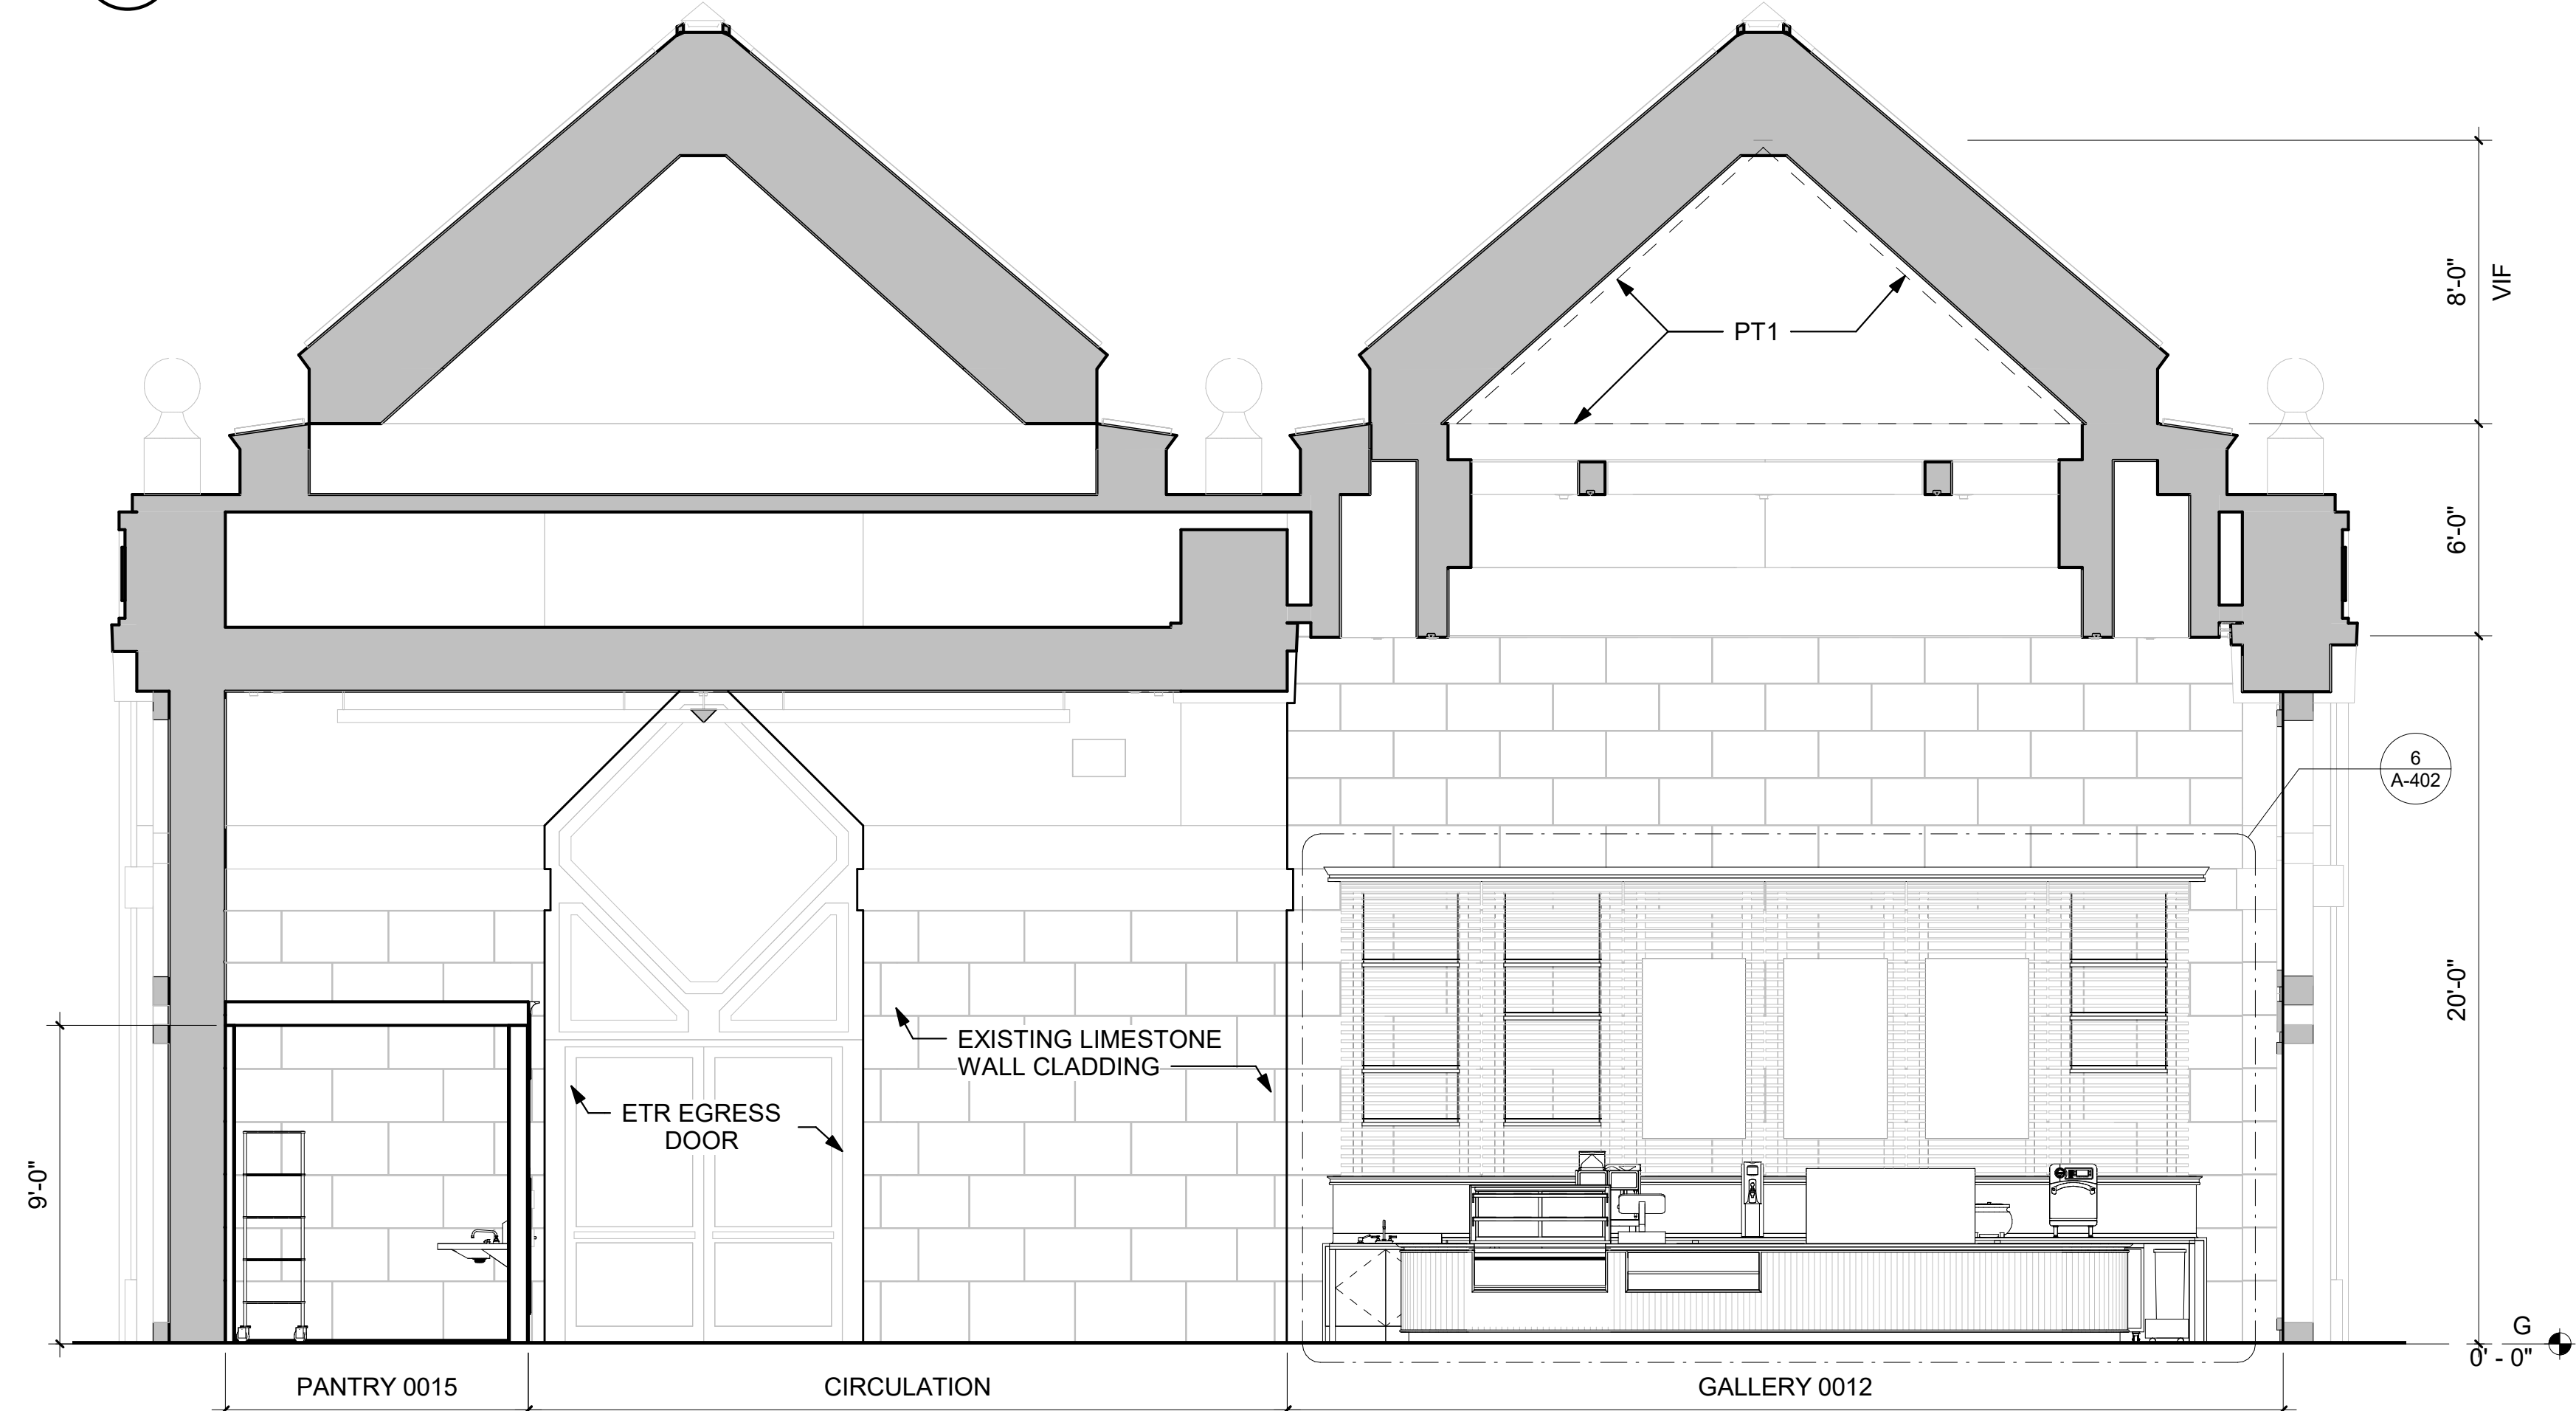 8'-0"
VIF
PT1
6'-0"
6
A-402
20'-0"
EXISTING LIMESTONE
WALL CLADDING
ETR EGRESS
DOOR
9'-0"
G
0' - 0"
PANTRY 0015
CIRCULATION
GALLERY 0012